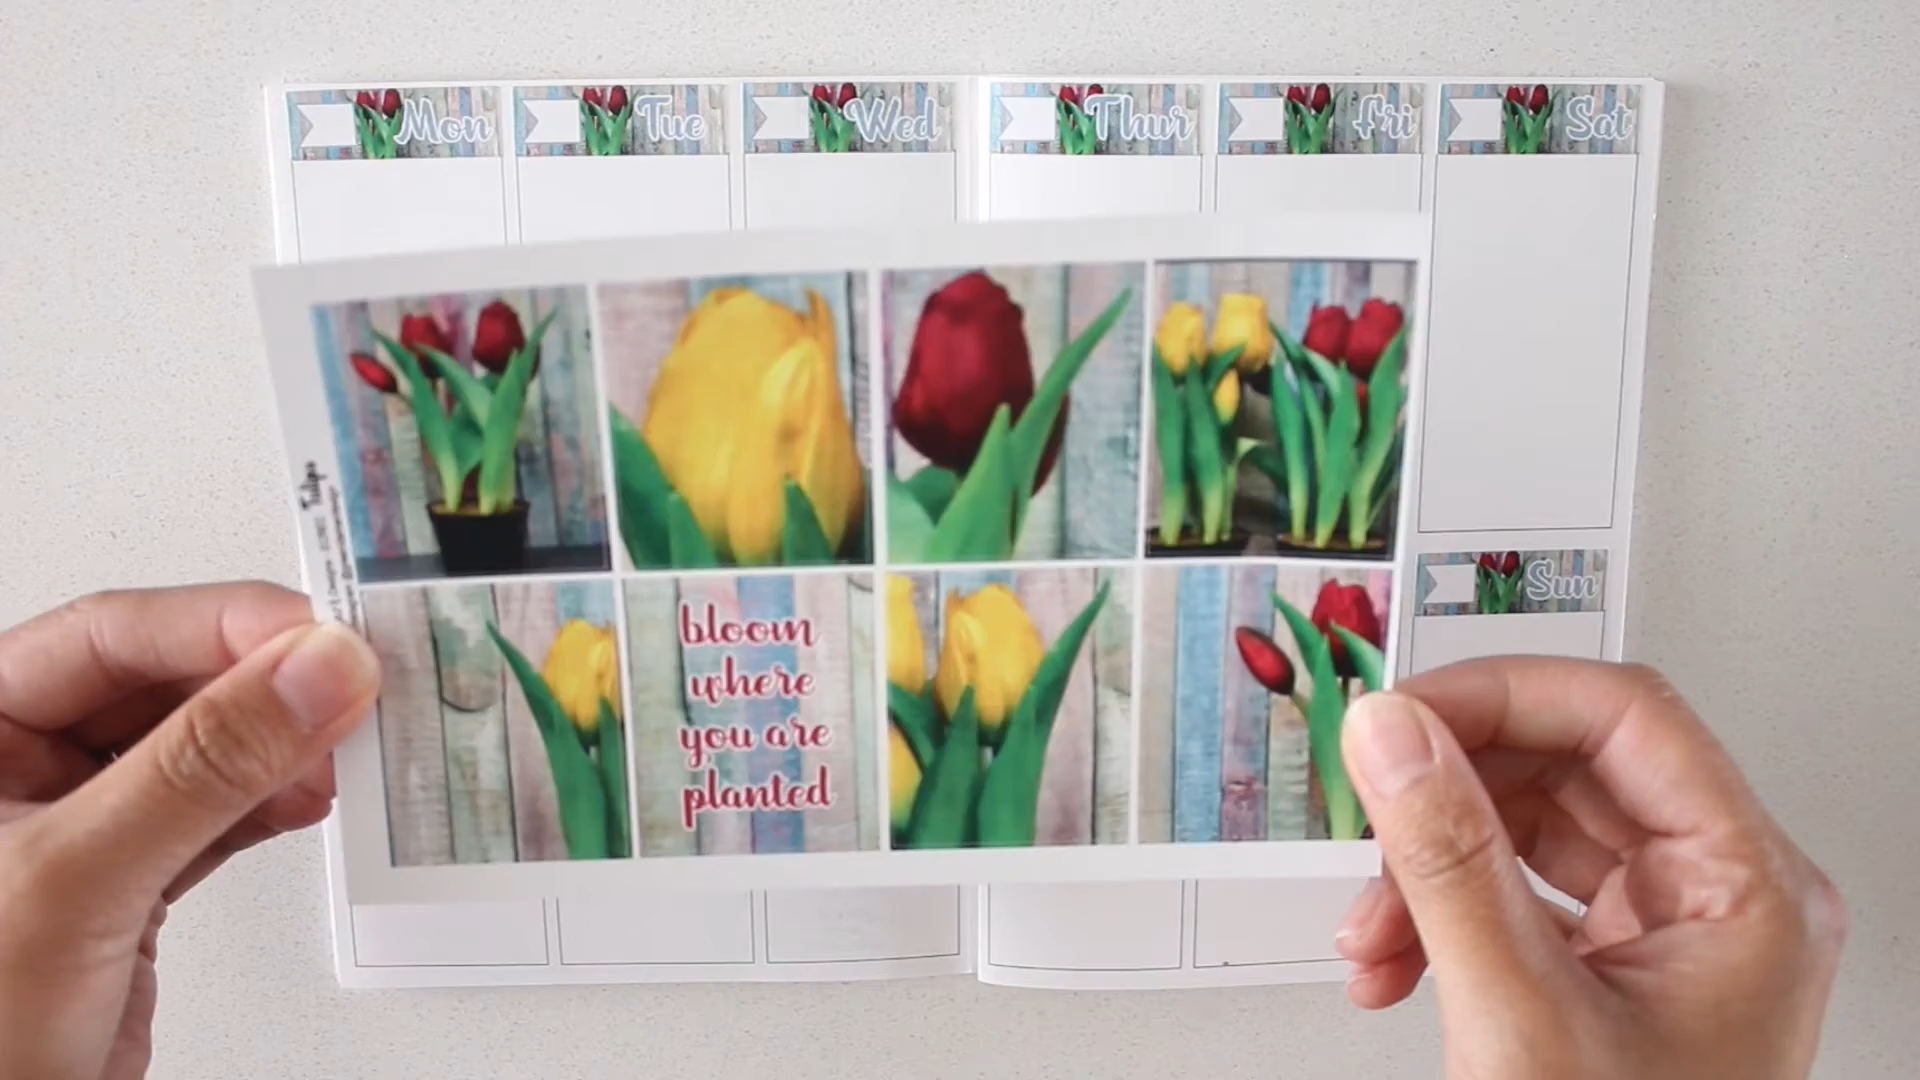 Mon
Tue
Wed
Thur
fri
Sat
Sun
Tulips
bloom
where
you are
planted